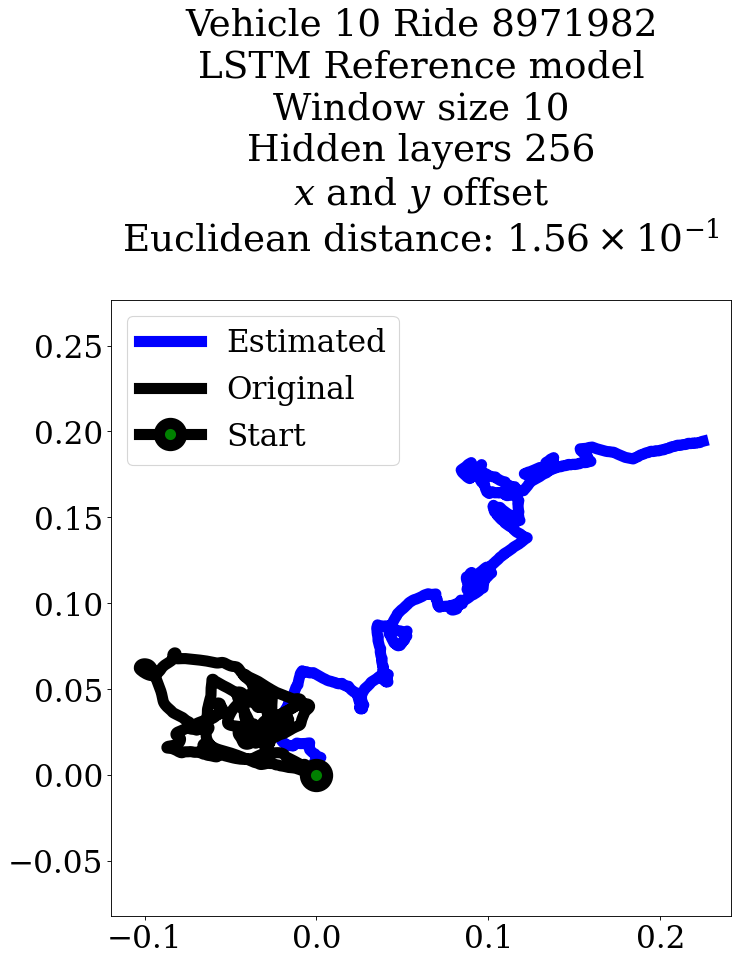 Vehicle 10 Ride 8971982
LSTM Reference model
Window size 10
Hidden layers 256
x and y offset
Euclidean distance: 1.56 × 10⁻¹
Estimated
Original
Start
0.25
0.20
0.15
0.10
0.05
0.00
−0.05
−0.1 0.0 0.1 0.2